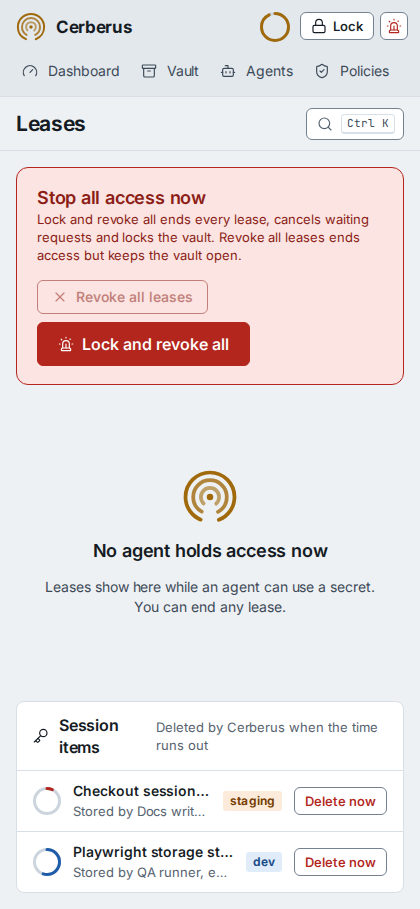 Cerberus
Lock
Dashboard
Vault
Agents
Policies
Leases
Ctrl K
Stop all access now
Lock and revoke all ends every lease, cancels waiting
requests and locks the vault. Revoke all leases ends
access but keeps the vault open.
Revoke all leases
Lock and revoke all
No agent holds access now
Leases show here while an agent can use a secret.
You can end any lease.
Session
items
Deleted by Cerberus when the time
runs out
Checkout session...
Stored by Docs writ...
staging
Delete now
Playwright storage st...
Stored by QA runner, e...
dev
Delete now